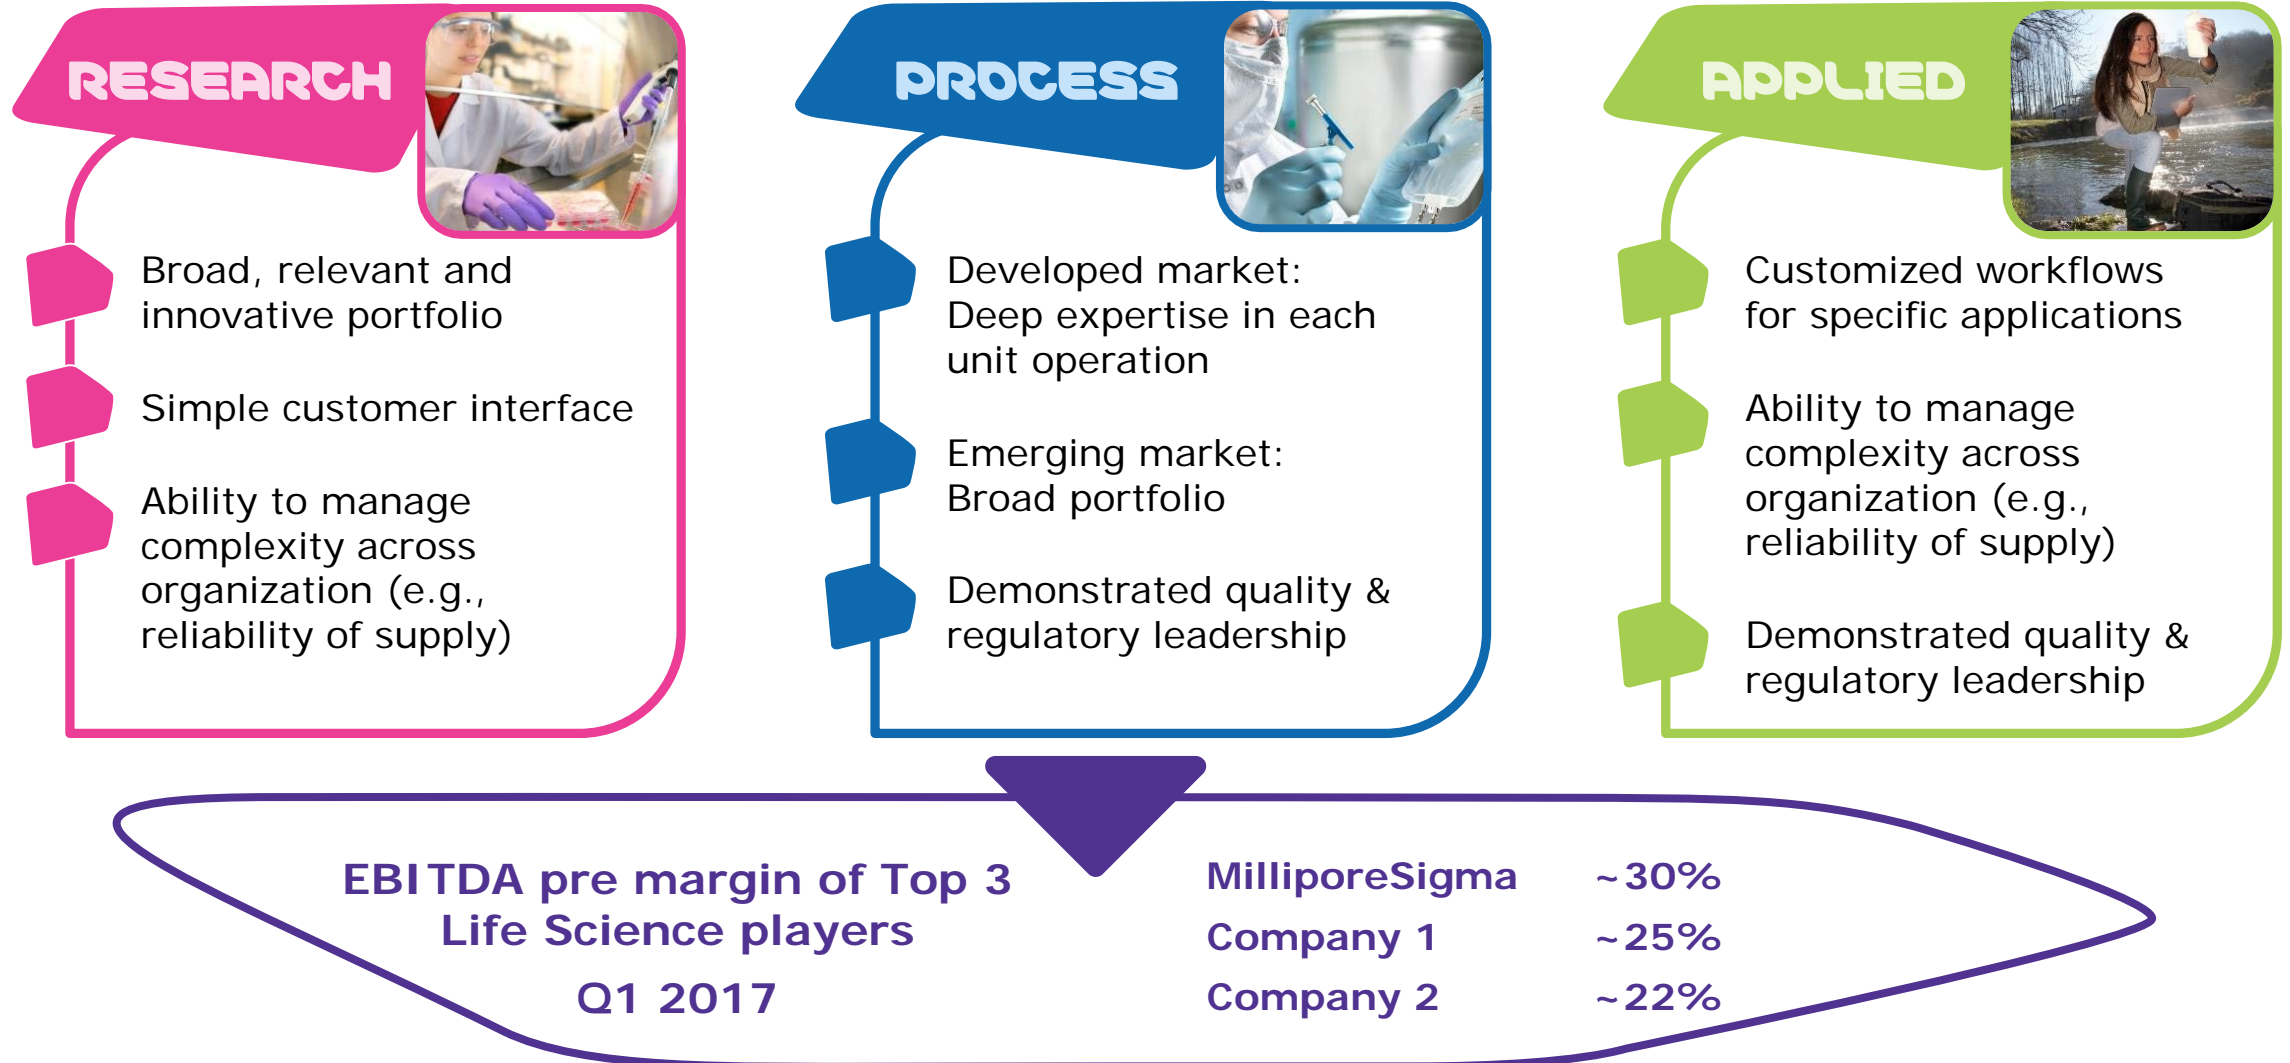 RESEARCH
Broad, relevant and
innovative portfolio
Simple customer interface
Ability to manage
complexity across
organization (e.g.,
reliability of supply)
PROCESS
Developed market:
Deep expertise in each
unit operation
Emerging market:
Broad portfolio
Demonstrated quality &
regulatory leadership
APPLIED
Customized workflows
for specific applications
Ability to manage
complexity across
organization (e.g.,
reliability of supply)
Demonstrated quality &
regulatory leadership
EBITDA pre margin of Top 3
Life Science players
Q1 2017
MilliporeSigma ~30%
Company 1 ~25%
Company 2 ~22%